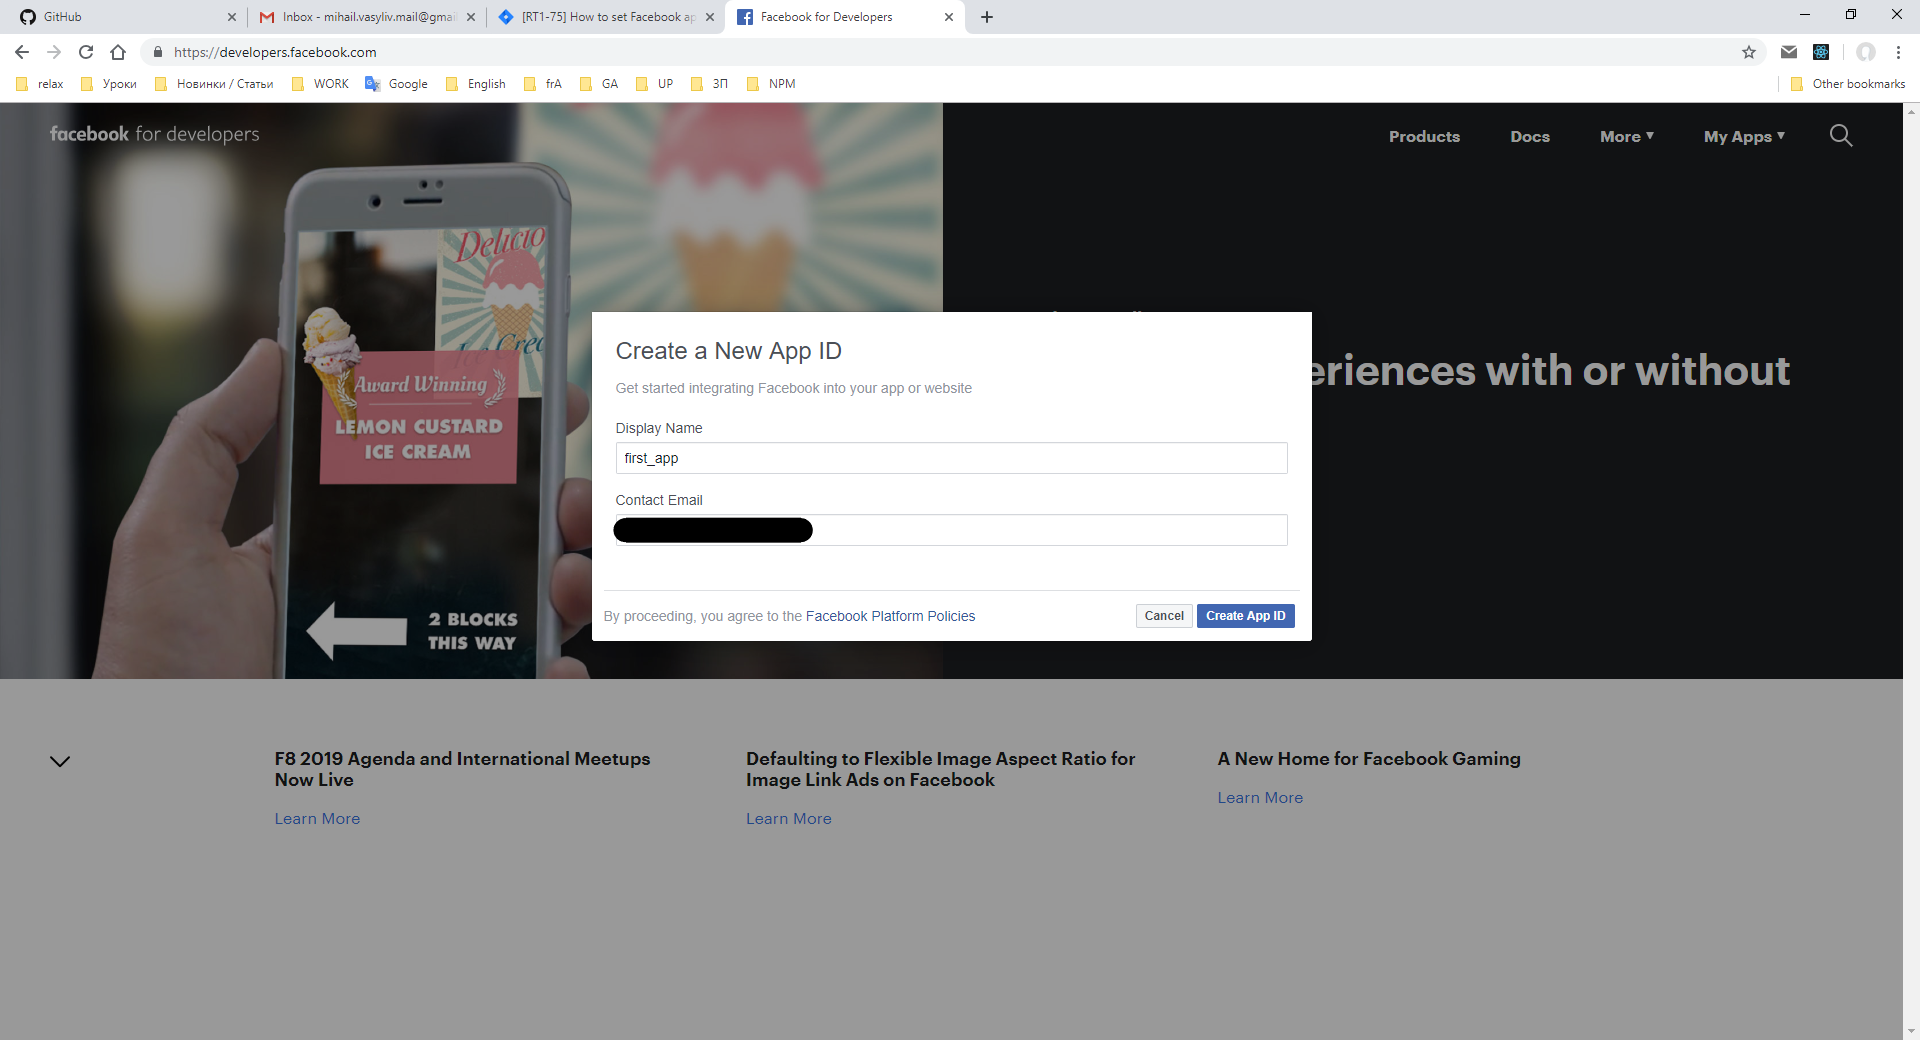 GitHub
Inbox - mihail.vasyliv.mail@gmai
[RT1-75] How to set Facebook ap
Facebook for Developers
https://developers.facebook.com
relax
Уроки
Новинки / Статьи
WORK
Google
English
frA
GA
UP
ЗП
NPM
Other bookmarks
facebook for developers
Products
Docs
More
My Apps
Delicio
Ice Crea
Award Winning
LEMON CUSTARD
ICE CREAM
2 BLOCKS
THIS WAY
eriences with or without
Create a New App ID
Get started integrating Facebook into your app or website
Display Name
first_app
Contact Email
By proceeding, you agree to the Facebook Platform Policies
Cancel
Create App ID
F8 2019 Agenda and International Meetups
Now Live
Learn More
Defaulting to Flexible Image Aspect Ratio for
Image Link Ads on Facebook
Learn More
A New Home for Facebook Gaming
Learn More